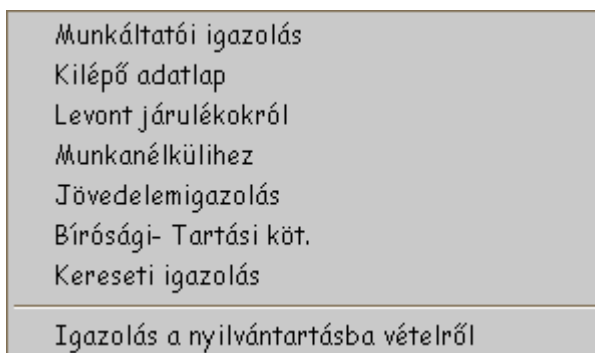 Munkáltatói igazolás
Kilépő adatlap
Levont járulékokról
Munkanélkülihez
Jövedelemigazolás
Bírósági- Tartási köt.
Kereseti igazolás
Igazolás a nyilvántartásba vételről